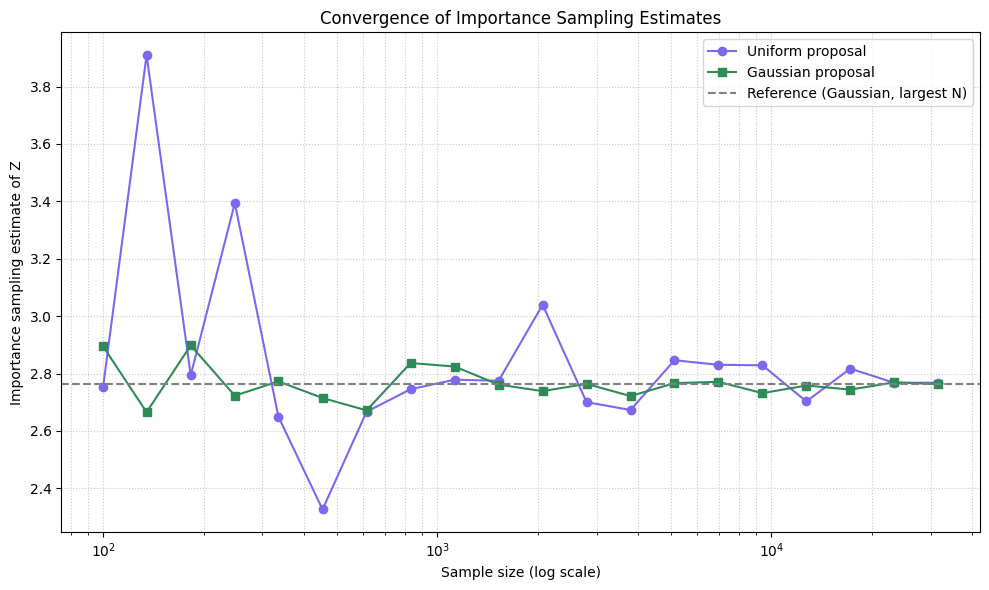 Convergence of Importance Sampling Estimates
Uniform proposal
Gaussian proposal
Reference (Gaussian, largest N)
Importance sampling estimate of Z
3.8
3.6
3.4
3.2
3.0
2.8
2.6
2.4
10²
10³
10⁴
Sample size (log scale)